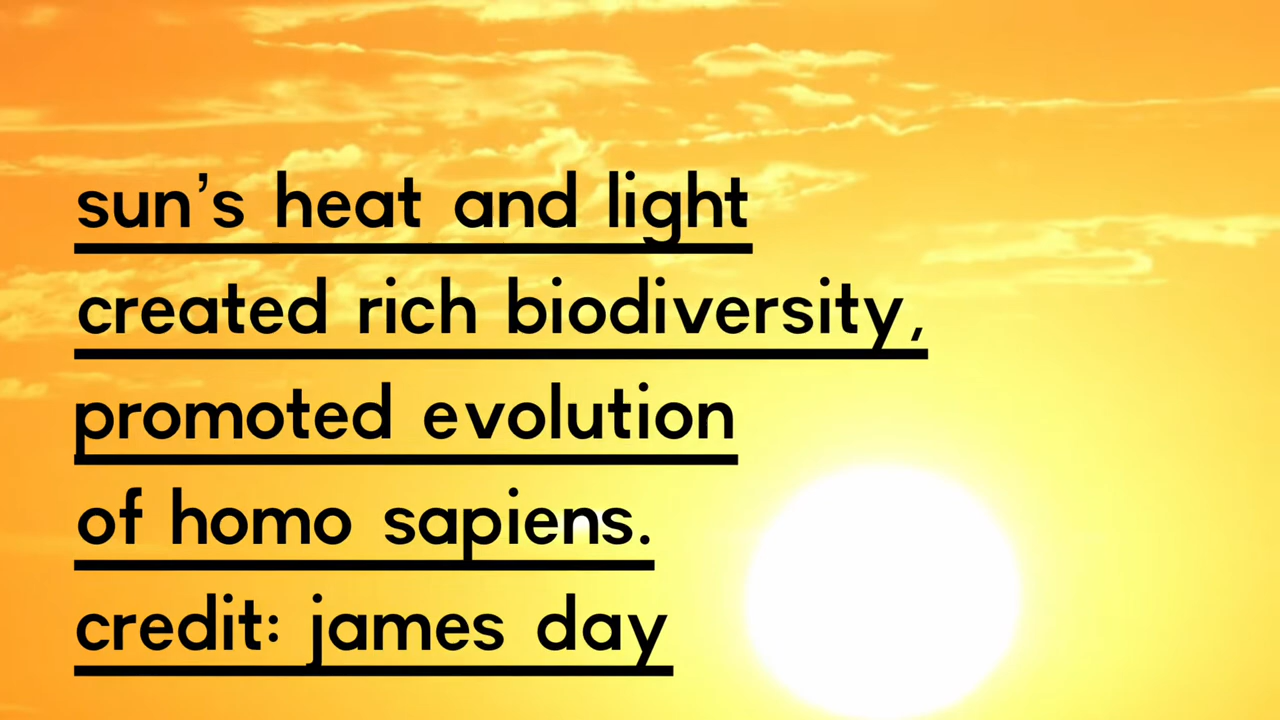 sun’s heat and light
created rich biodiversity,
promoted evolution
of homo sapiens.
credit: james day